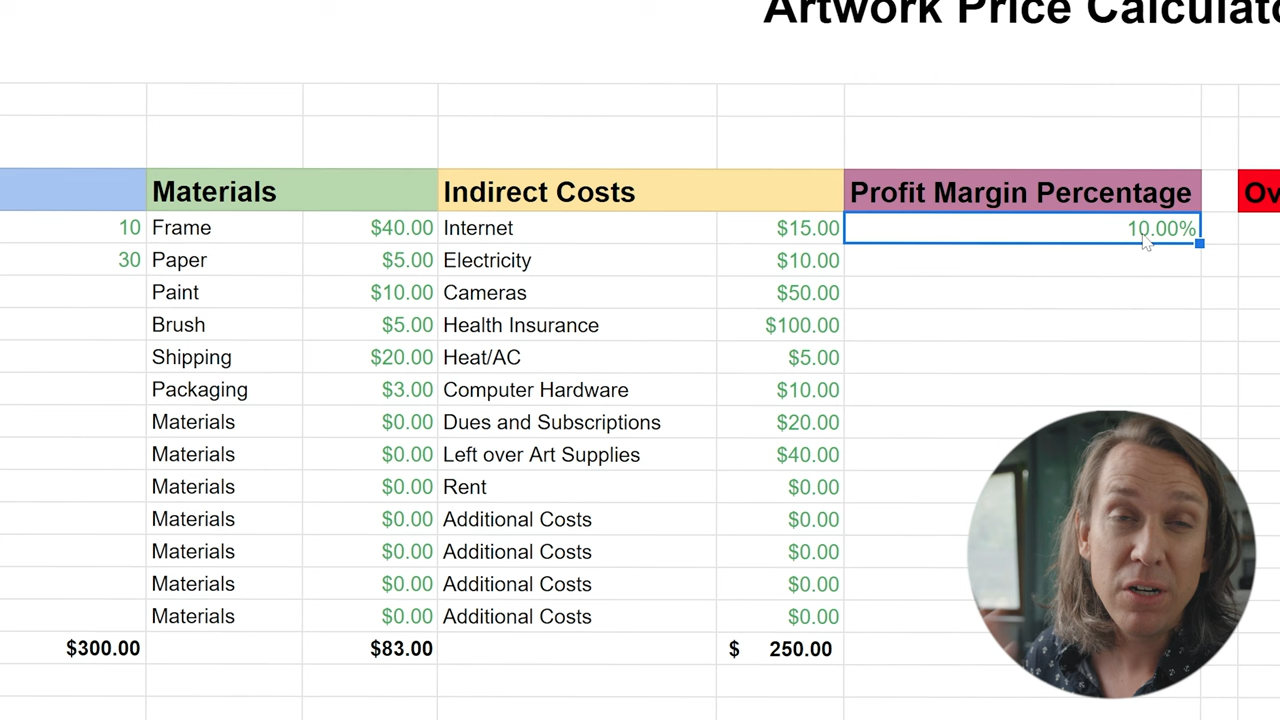 Artwork Price Calculato
Materials Indirect Costs Profit Margin Percentage Ov
10 Frame $40.00 Internet $15.00 10.00%
30 Paper $5.00 Electricity $10.00
Paint $10.00 Cameras $50.00
Brush $5.00 Health Insurance $100.00
Shipping $20.00 Heat/AC $5.00
Packaging $3.00 Computer Hardware $10.00
Materials $0.00 Dues and Subscriptions $20.00
Materials $0.00 Left over Art Supplies $40.00
Materials $0.00 Rent $0.00
Materials $0.00 Additional Costs $0.00
Materials $0.00 Additional Costs $0.00
Materials $0.00 Additional Costs $0.00
Materials $0.00 Additional Costs $0.00
$300.00 $83.00 $ 250.00